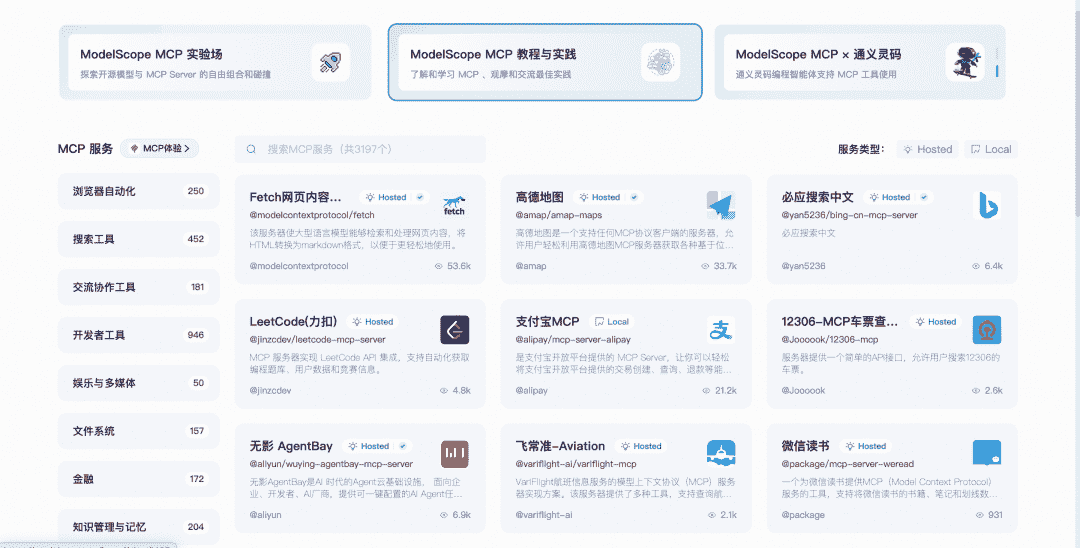 ModelScope MCP 实验场
探索开源模型与 MCP Server 的自由组合和碰撞
ModelScope MCP 教程与实践
了解和学习 MCP ，观摩和交流最佳实践
ModelScope MCP × 通义灵码
通义灵码编程智能体支持 MCP 工具使用
MCP 服务
MCP体验 >
搜索MCP服务（共3197个）
服务类型：
Hosted
Local
浏览器自动化 250
搜索工具 452
交流协作工具 181
开发者工具 946
娱乐与多媒体 50
文件系统 157
金融 172
知识管理与记忆 204
Fetch网页内容... Hosted
fetch
@modelcontextprotocol/fetch
该服务器使大型语言模型能够检索和处理网页内容，将
HTML转换为markdown格式，以便于更轻松地使用。
@modelcontextprotocol 53.6k
高德地图 Hosted
@amap/amap-maps
高德地图是一个支持任何MCP协议客户端的服务器，允
许用户轻松利用高德地图MCP服务器获取各种基于位...
@amap 33.7k
必应搜索中文 Hosted
@yan5236/bing-cn-mcp-server
必应搜索中文
@yan5236 6.4k
LeetCode(力扣) Hosted
@jinzcdev/leetcode-mcp-server
MCP 服务器实现 LeetCode API 集成，支持自动化获取
编程题库、用户数据和竞赛信息。
@jinzcdev 4.8k
支付宝MCP Local
支
@alipay/mcp-server-alipay
是支付宝开放平台提供的 MCP Server，让你可以轻松
将支付宝开放平台提供的交易创建、查询、退款等能...
@alipay 21.2k
12306-MCP车票查... Hosted
@Joooook/12306-mcp
服务器提供一个简单的API接口，允许用户搜索12306的
车票。
@Joooook 2.6k
无影 AgentBay Hosted
@aliyun/wuying-agentbay-mcp-server
无影AgentBay是AI 时代的Agent云基础设施， 面向企
业、开发者、AI厂商，提供可一键配置的AI Agent任...
@aliyun 6.9k
飞常准-Aviation Hosted
@variflight-ai/variflight-mcp
VariFlight航班信息服务的模型上下文协议（MCP）服务
器实现方案。该服务器提供了多种工具，支持查询航...
@variflight-ai 2.1k
微信读书 Hosted
@package/mcp-server-weread
一个为微信读书提供MCP（Model Context Protocol）
服务的工具，支持将微信读书的书籍、笔记和划线数...
@package 931